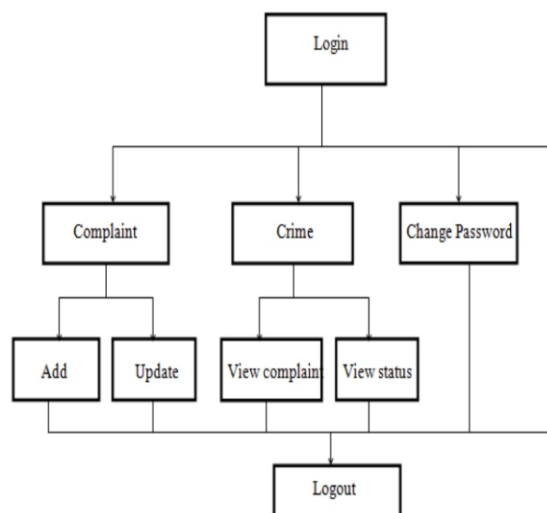 Login
Complaint
Crime
Change Password
Add
Update
View complaint
View status
Logout